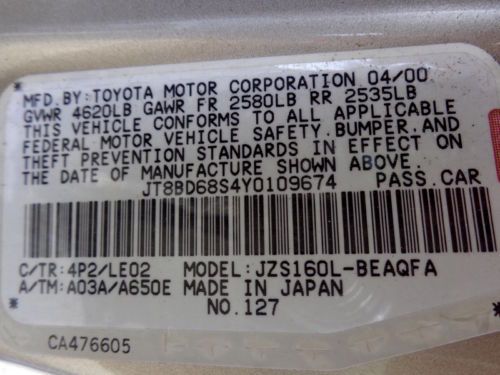 MFD.BY:TOYOTA MOTOR CORPORATION 04/00
GVWR 4620LB GAWR FR 2580LB RR 2535LB
THIS VEHICLE CONFORMS TO ALL APPLICABLE
FEDERAL MOTOR VEHICLE SAFETY.BUMPER.AND
THEFT PREVENTION STANDARDS IN EFFECT ON
THE DATE OF MANUFACTURE SHOWN ABOVE.
JT8BD68S4Y0109674 PASS.CAR
C/TR:4P2/LE02 MODEL:JZS160L-BEAQFA
A/TM:A03A/A650E MADE IN JAPAN
NO.127
CA476605